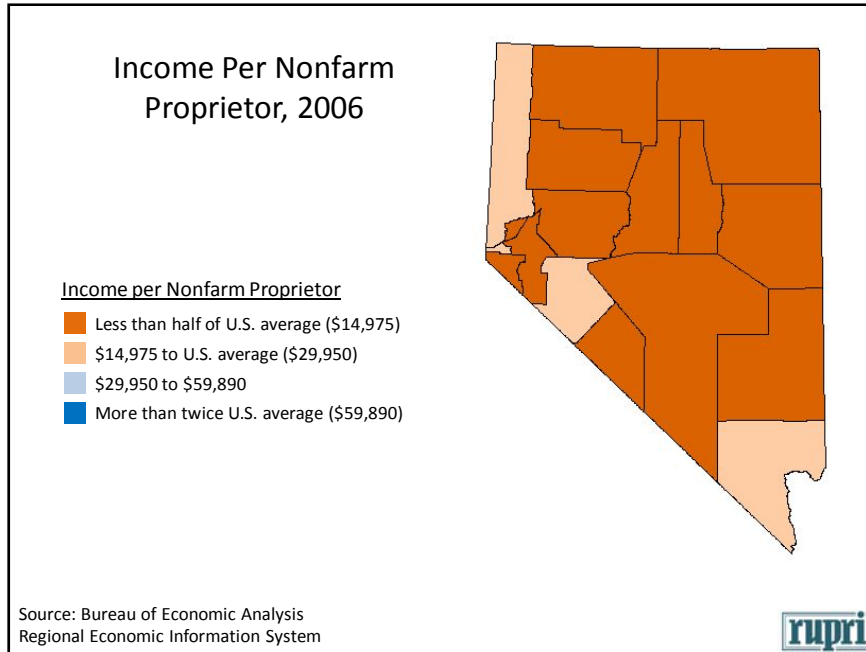 Income Per Nonfarm
Proprietor, 2006
Income per Nonfarm Proprietor
Less than half of U.S. average ($14,975)
$14,975 to U.S. average ($29,950)
$29,950 to $59,890
More than twice U.S. average ($59,890)
Source: Bureau of Economic Analysis
Regional Economic Information System
rupri